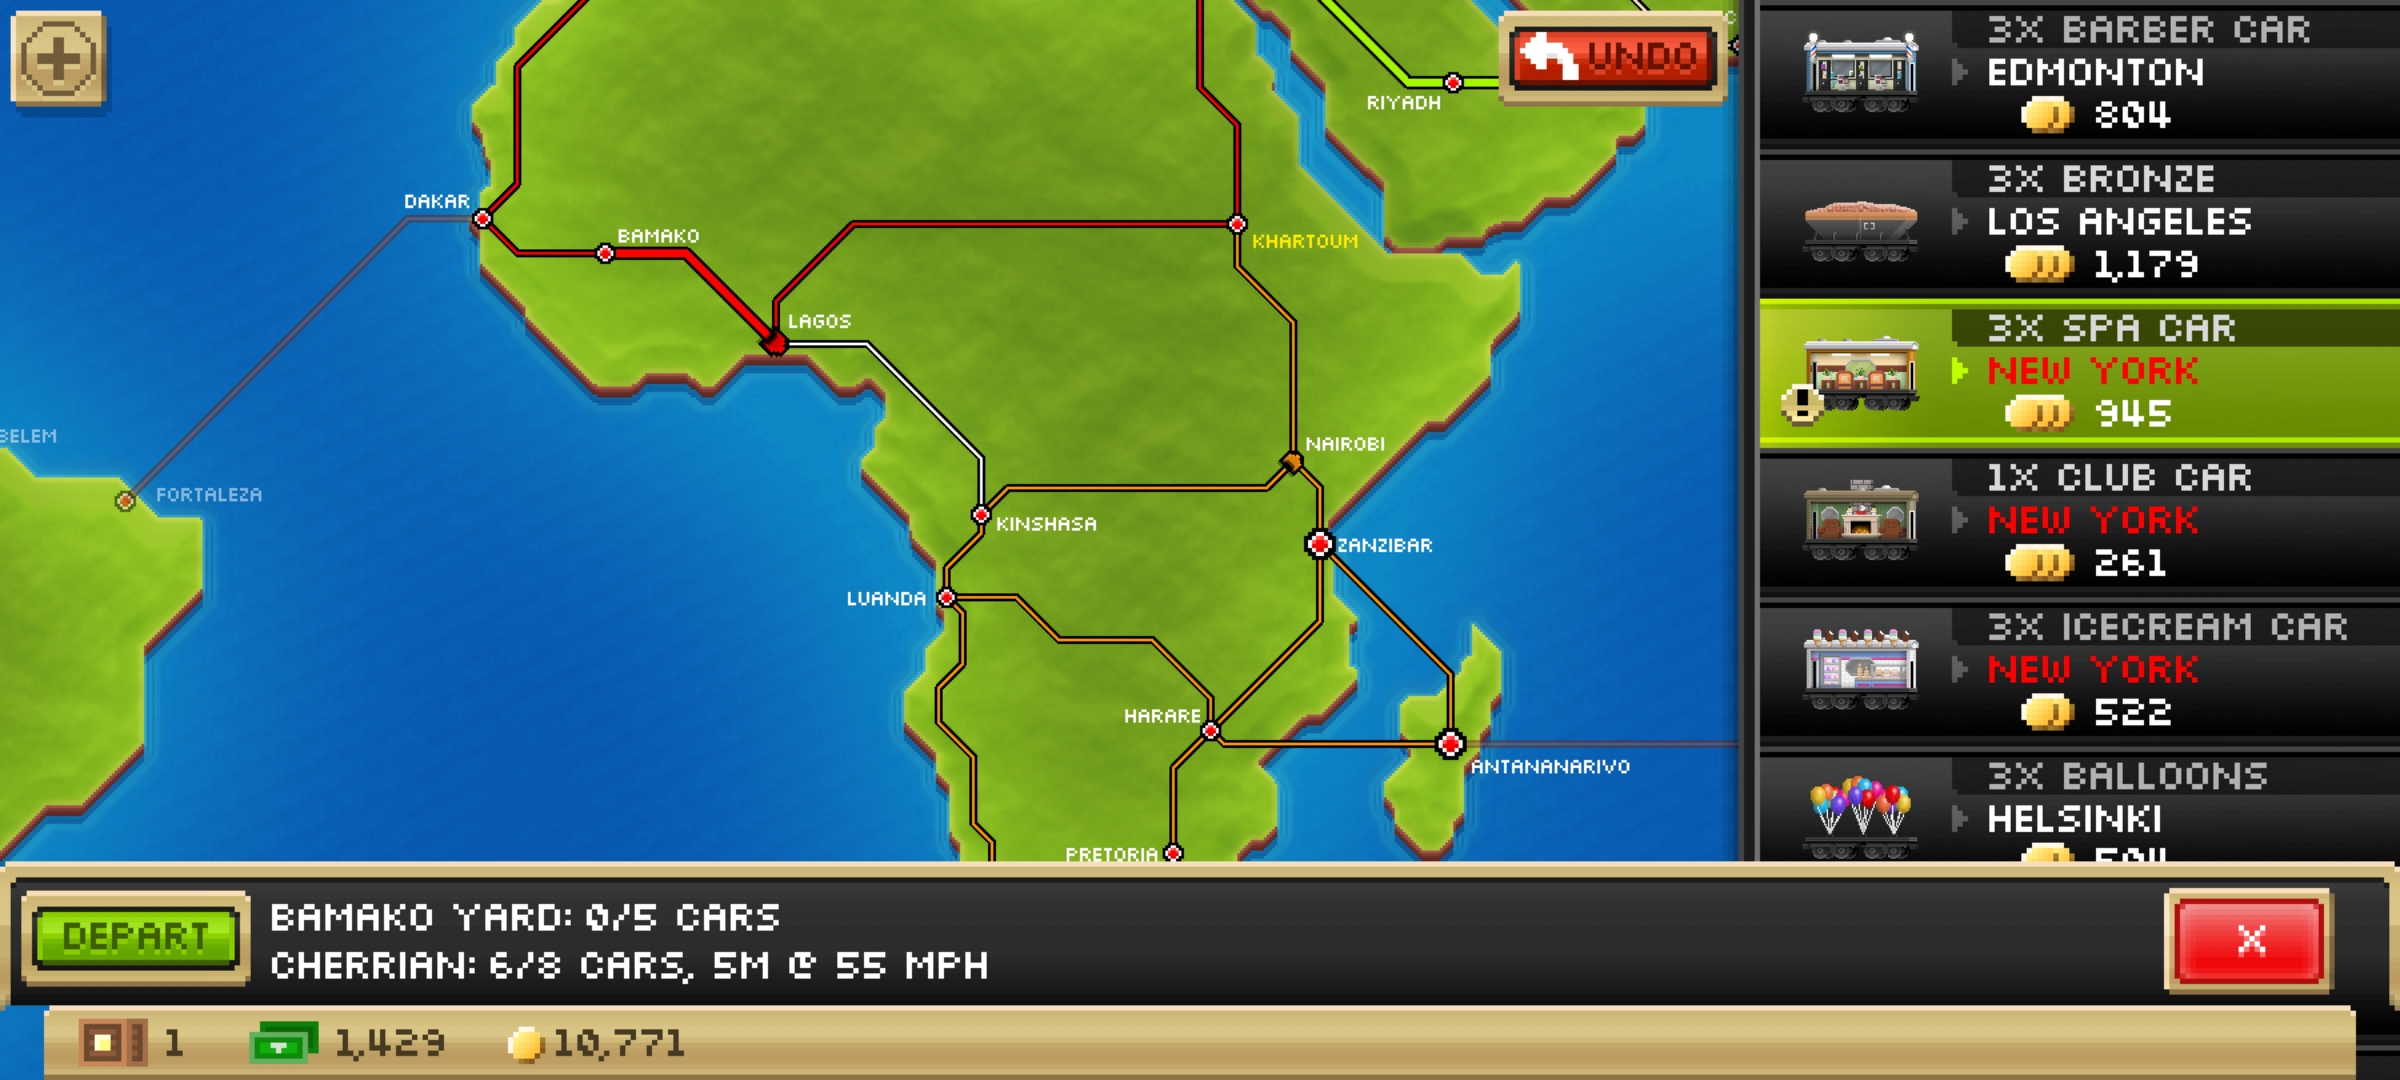 UNDO
RIYADH
DAKAR
BAMAKO
KHARTOUM
LAGOS
BELEM
FORTALEZA
NAIROBI
KINSHASA
ZANZIBAR
LUANDA
HARARE
ANTANANARIVO
PRETORIA
3X BARBER CAR
EDMONTON
804
3X BRONZE
LOS ANGELES
1,179
3X SPA CAR
NEW YORK
945
1X CLUB CAR
NEW YORK
261
3X ICECREAM CAR
NEW YORK
522
3X BALLOONS
HELSINKI
504
DEPART
BAMAKO YARD: 0/5 CARS
CHERRIAN: 6/8 CARS, 5M @ 55 MPH
X
1
1,429
10,771